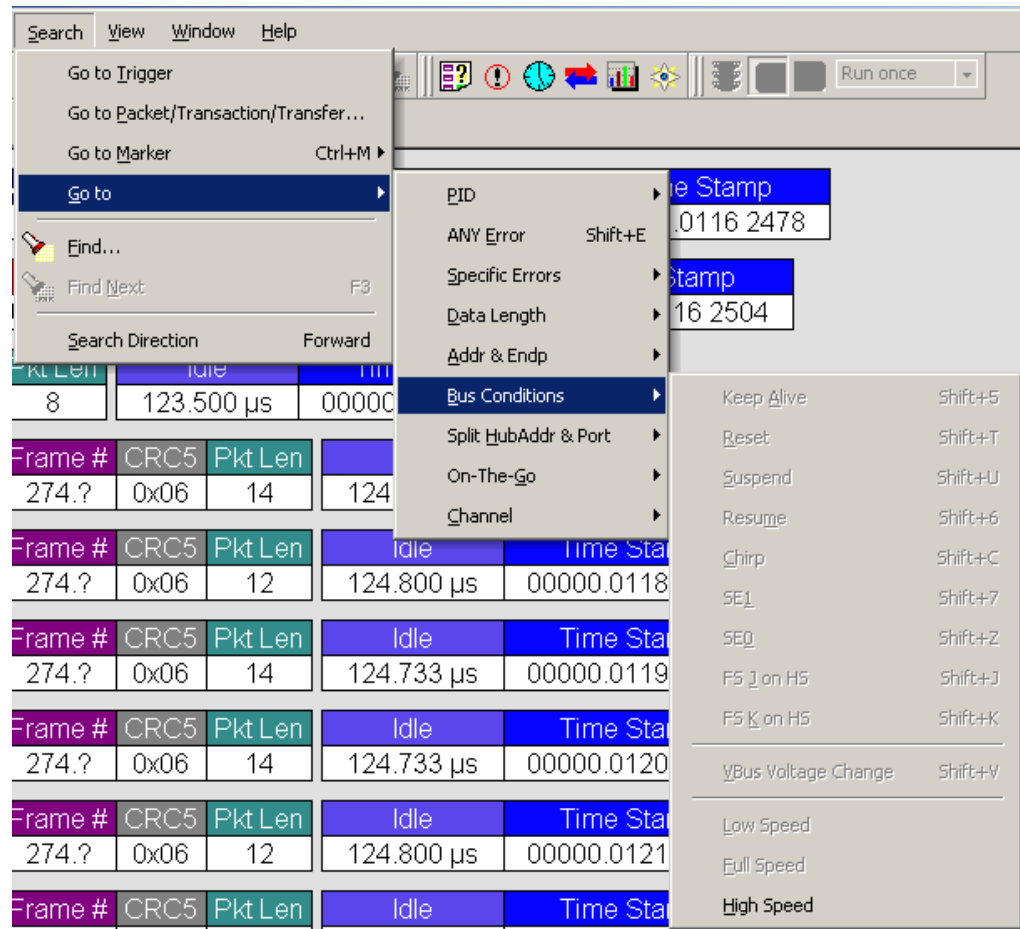 Search View Window Help
Go to Trigger
Go to Packet/Transaction/Transfer...
Go to Marker Ctrl+M
Go to
Find...
Find Next F3
Search Direction Forward
Run once
PID
ANY Error Shift+E
Specific Errors
Data Length
Addr & Endp
Bus Conditions
Split HubAddr & Port
On-The-Go
Channel
Keep Alive Shift+5
Reset Shift+T
Suspend Shift+U
Resume Shift+6
Chirp Shift+C
SE1 Shift+7
SE0 Shift+Z
FS J on HS Shift+J
FS K on HS Shift+K
VBus Voltage Change Shift+V
Low Speed
Full Speed
High Speed
Stamp
.0116 2478
Stamp
16 2504
Pkt Len Idle
8 123.500 µs 00000
Frame # CRC5 Pkt Len
274.? 0x06 14 124
Frame # CRC5 Pkt Len Idle Time
274.? 0x06 12 124.800 µs 00000.0118
Frame # CRC5 Pkt Len Idle Time
274.? 0x06 14 124.733 µs 00000.0119
Frame # CRC5 Pkt Len Idle Time
274.? 0x06 14 124.733 µs 00000.0120
Frame # CRC5 Pkt Len Idle Time
274.? 0x06 12 124.800 µs 00000.0121
Frame # CRC5 Pkt Len Idle Time